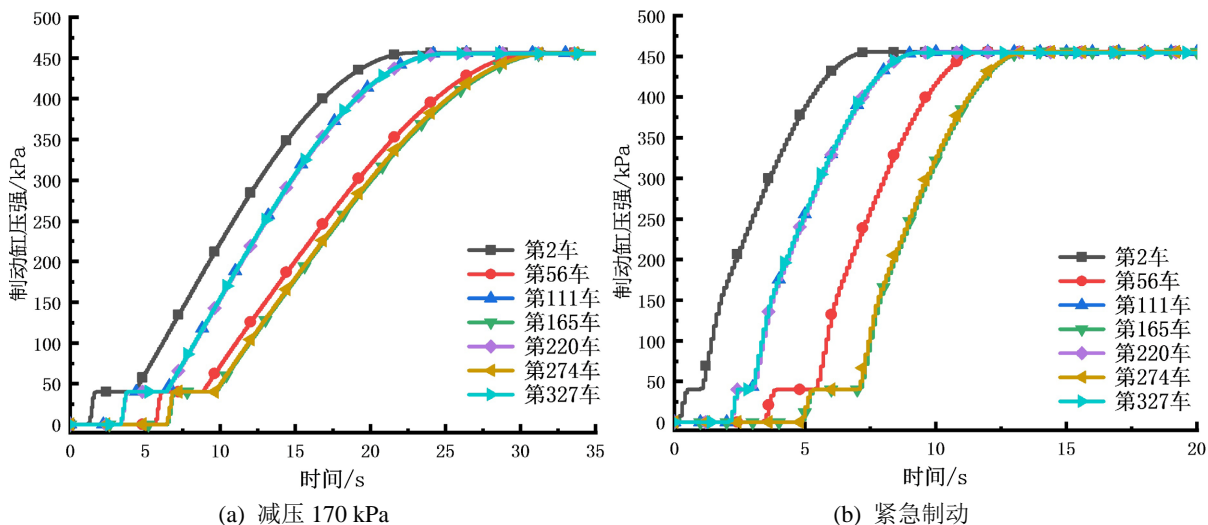 500
450
400
350
300
250
200
150
100
50
0
制动缸压强/kPa
第2车
第56车
第111车
第165车
第220车
第274车
第327车
0 5 10 15 20 25 30 35
时间/s
(a) 减压 170 kPa
500
450
400
350
300
250
200
150
100
50
0
制动缸压强/kPa
第2车
第56车
第111车
第165车
第220车
第274车
第327车
0 5 10 15 20
时间/s
(b) 紧急制动